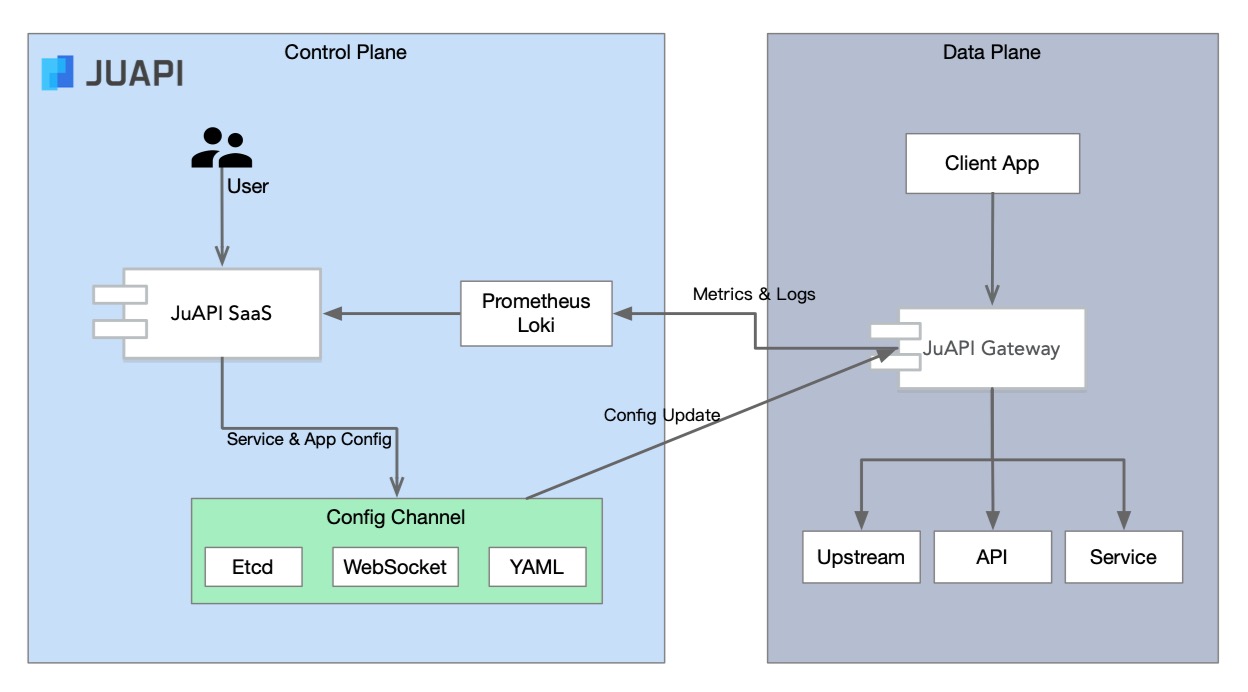 Control Plane
JUAPI
User
JuAPI SaaS
Prometheus
Loki
Service & App Config
Config Channel
Etcd
WebSocket
YAML
Metrics & Logs
Config Update
Data Plane
Client App
JuAPI Gateway
Upstream
API
Service